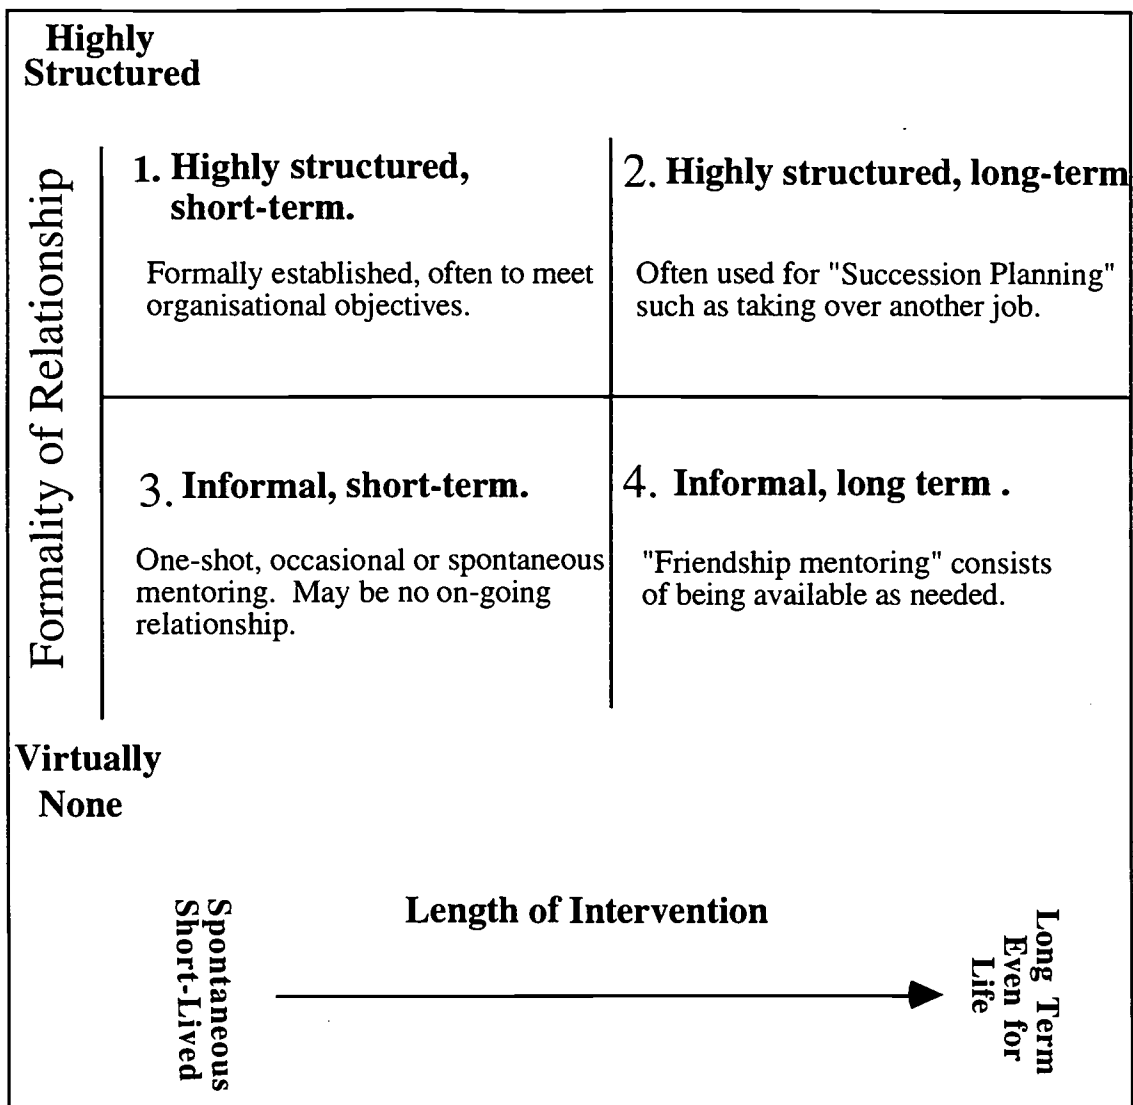 Highly
Structured
Formality of Relationship
1. Highly structured,
short-term.
Formally established, often to meet
organisational objectives.
2. Highly structured, long-term
Often used for "Succession Planning"
such as taking over another job.
3. Informal, short-term.
One-shot, occasional or spontaneous
mentoring. May be no on-going
relationship.
4. Informal, long term .
"Friendship mentoring" consists
of being available as needed.
Virtually
None
Spontaneous
Short-Lived
Length of Intervention
Long Term
Even for
Life